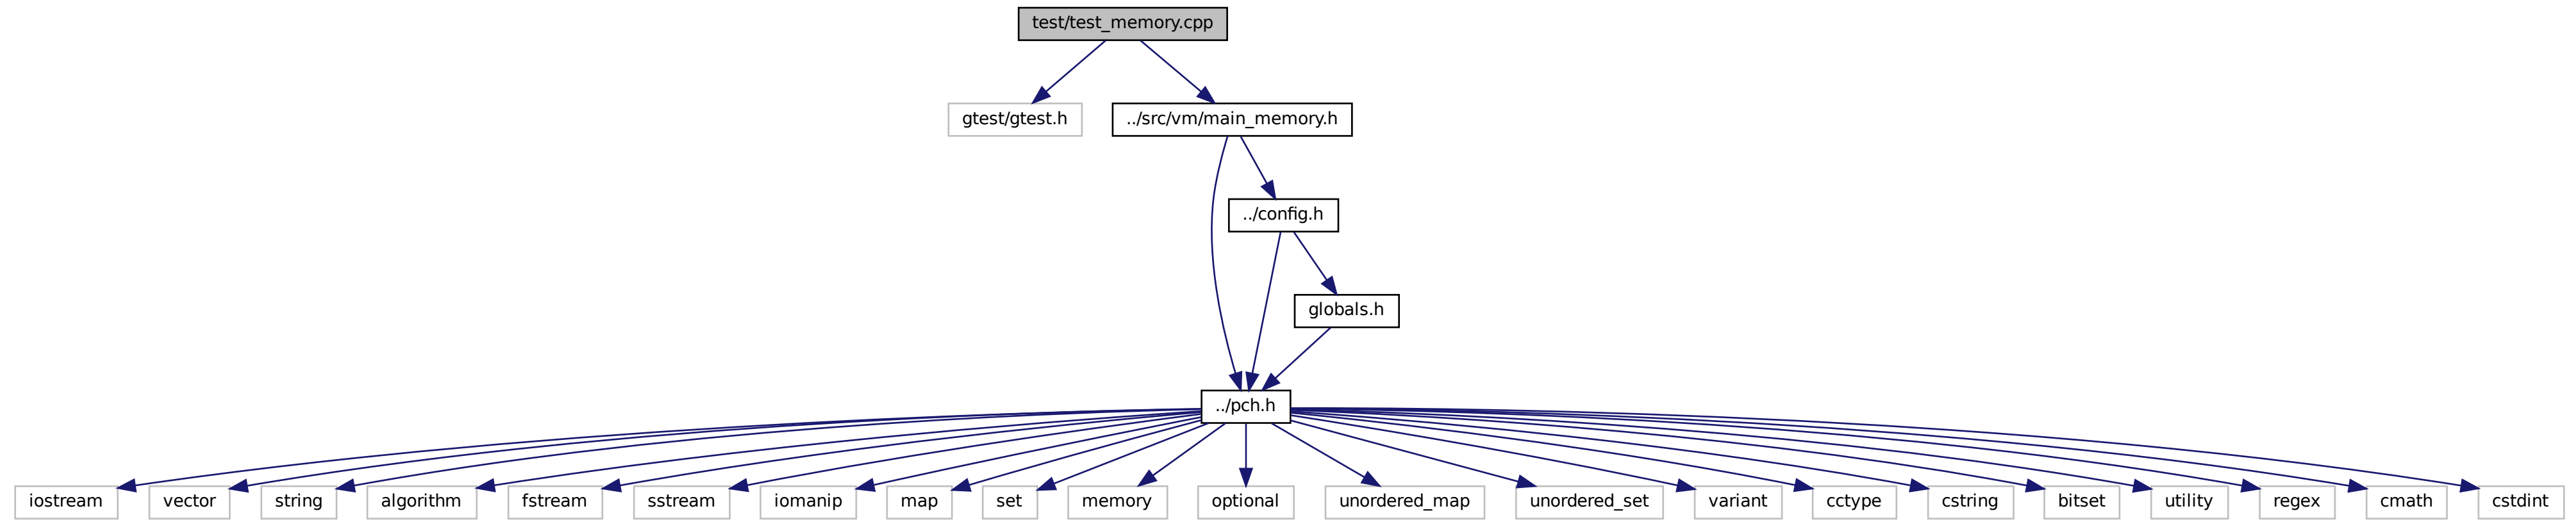 test/test_memory.cpp
gtest/gtest.h
../src/vm/main_memory.h
../config.h
globals.h
../pch.h
iostream
vector
string
algorithm
fstream
sstream
iomanip
map
set
memory
optional
unordered_map
unordered_set
variant
cctype
cstring
bitset
utility
regex
cmath
cstdint